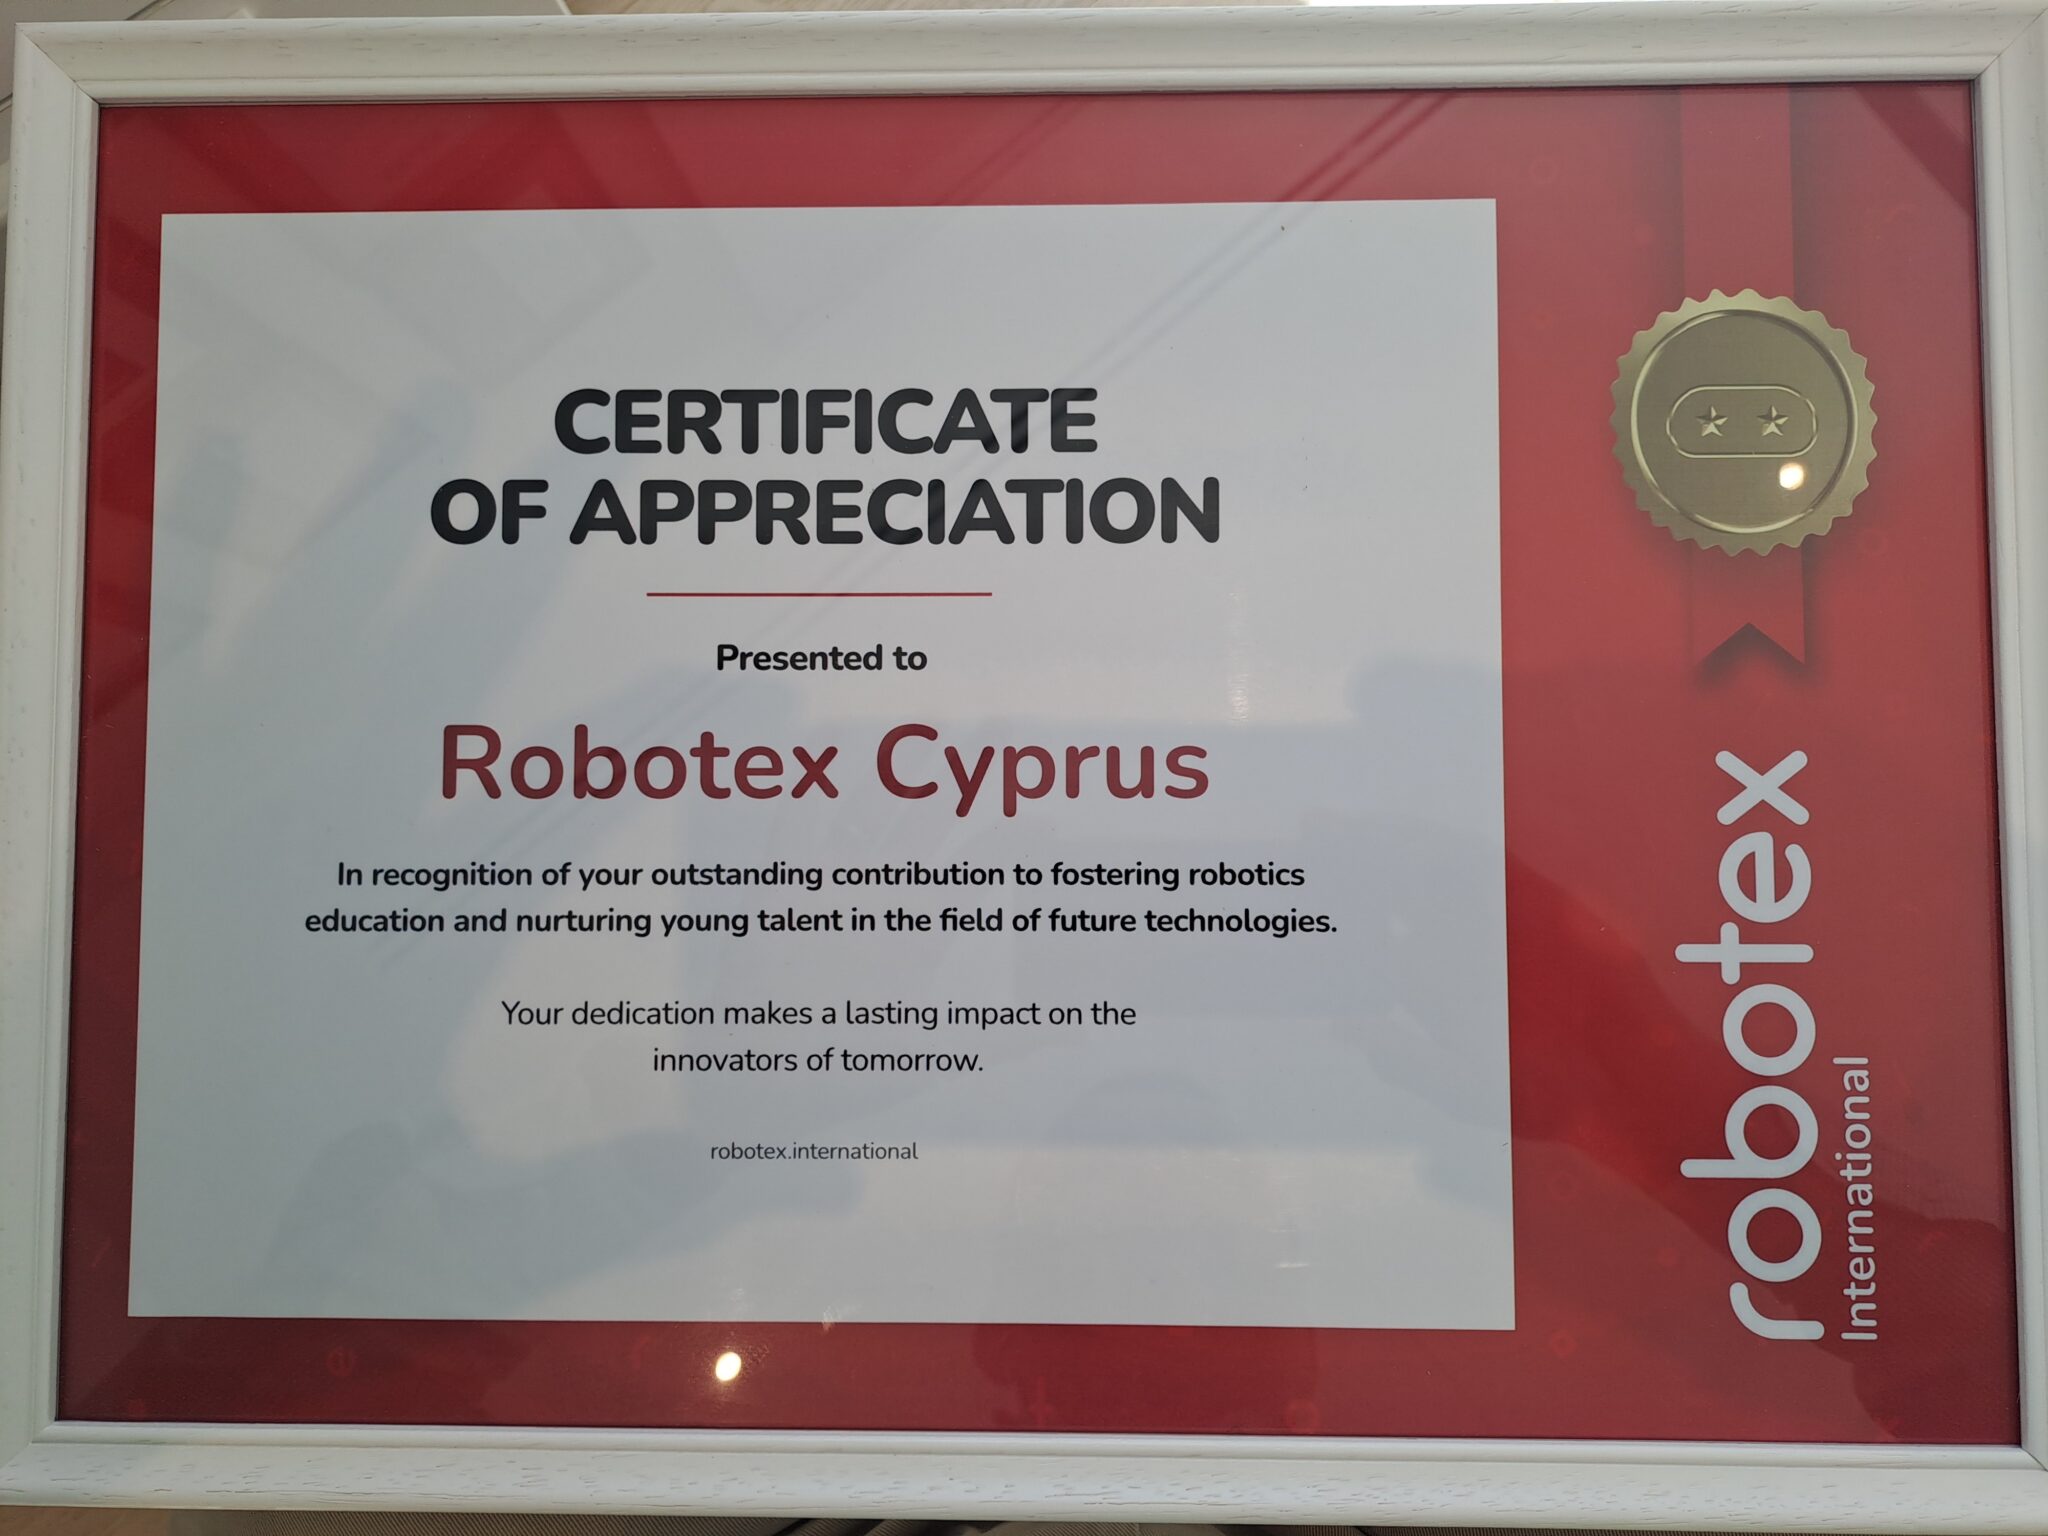 CERTIFICATE
OF APPRECIATION
Presented to
Robotex Cyprus
In recognition of your outstanding contribution to fostering robotics
education and nurturing young talent in the field of future technologies.
Your dedication makes a lasting impact on the
innovators of tomorrow.
robotex.international
robotex
International